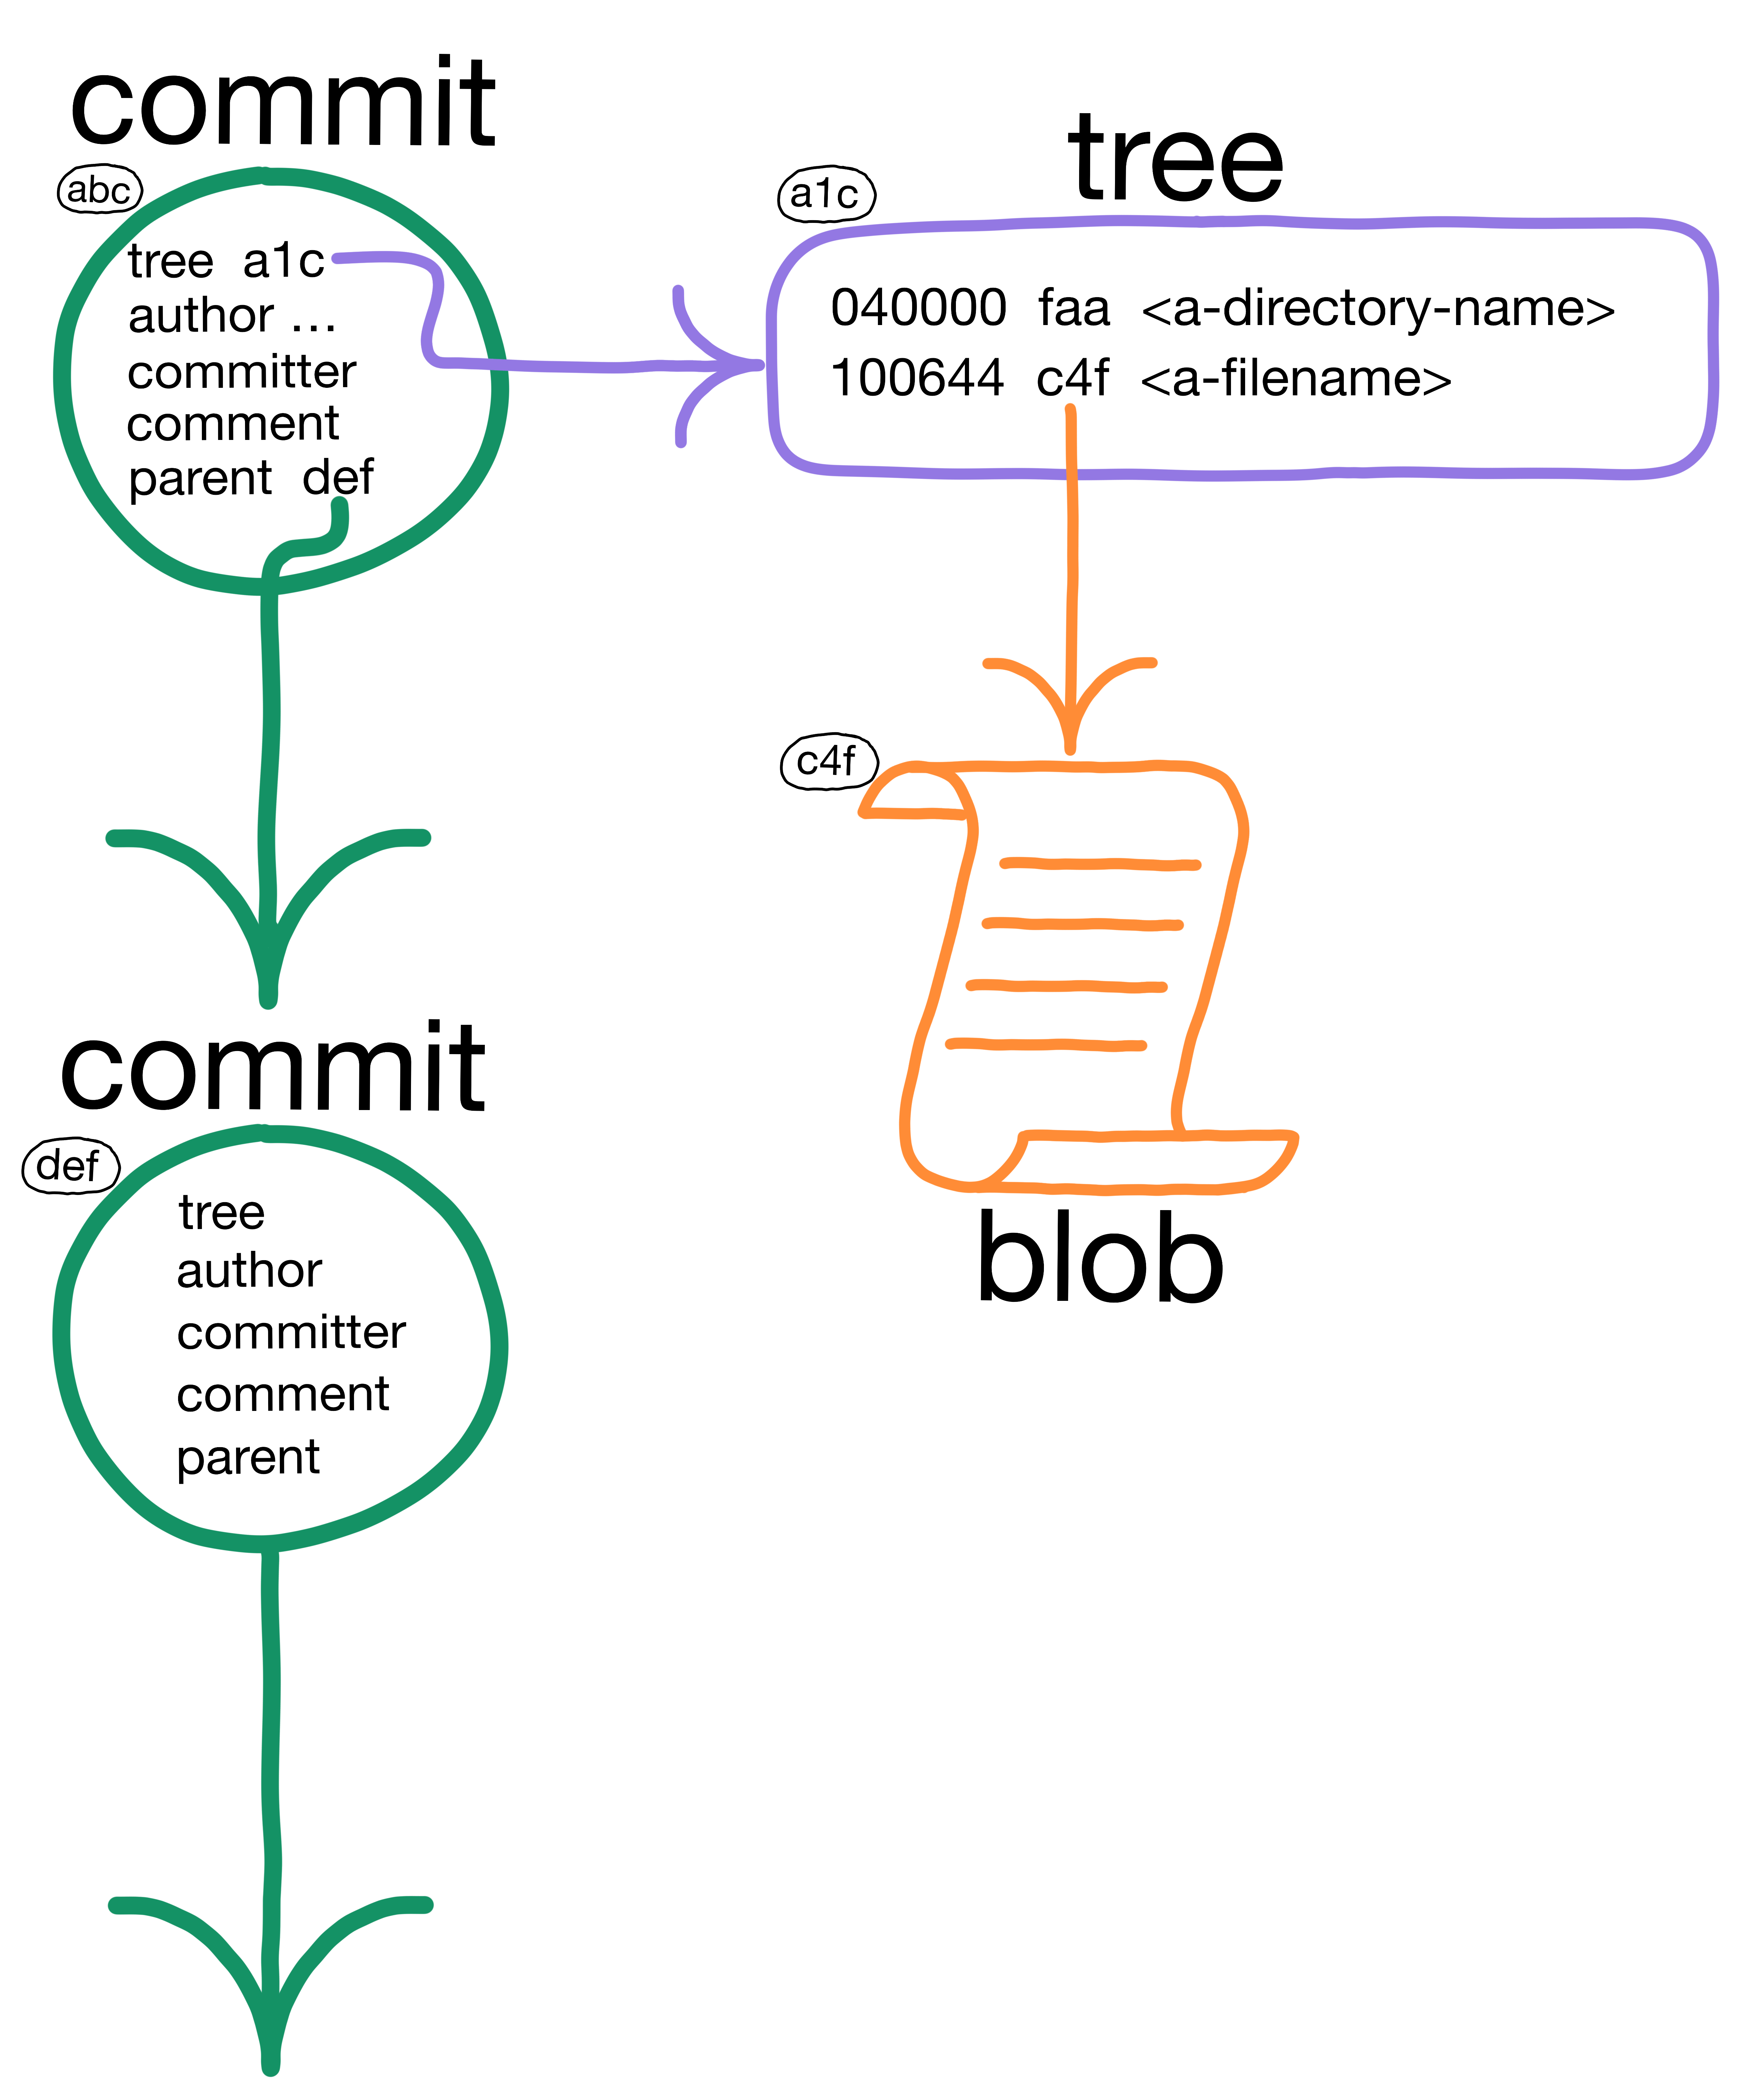 commit
abc
tree a1c
author ...
committer
comment
parent def
tree
a1c
040000 faa <a-directory-name>
100644 c4f <a-filename>
c4f
blob
commit
def
tree
author
committer
comment
parent